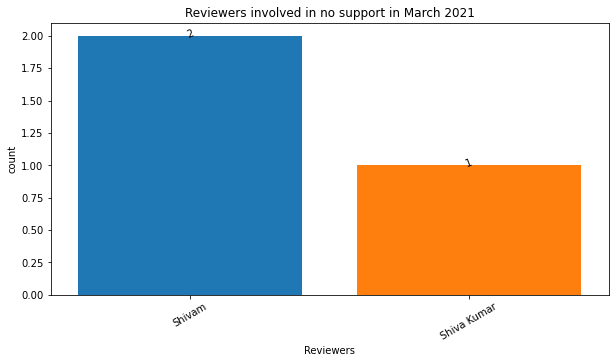 Reviewers involved in no support in March 2021
2.00
1.75
1.50
1.25
1.00
0.75
0.50
0.25
0.00
count
2
1
Shivam
Shiva Kumar
Reviewers